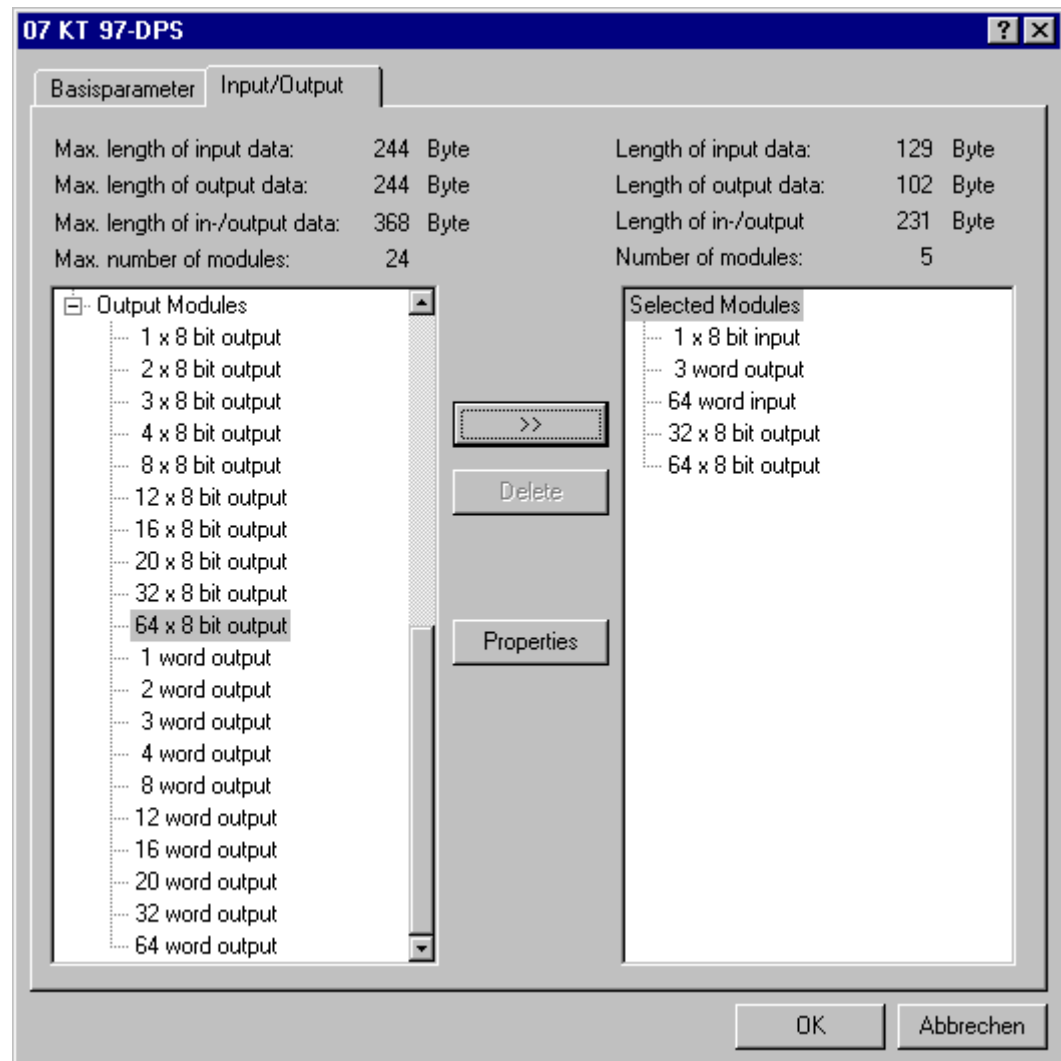 07 KT 97-DPS
Basisparameter
Input/Output
Max. length of input data: 244 Byte
Max. length of output data: 244 Byte
Max. length of in-/output data: 368 Byte
Max. number of modules: 24
Length of input data: 129 Byte
Length of output data: 102 Byte
Length of in-/output 231 Byte
Number of modules: 5
Output Modules
1 x 8 bit output
2 x 8 bit output
3 x 8 bit output
4 x 8 bit output
8 x 8 bit output
12 x 8 bit output
16 x 8 bit output
20 x 8 bit output
32 x 8 bit output
64 x 8 bit output
1 word output
2 word output
3 word output
4 word output
8 word output
12 word output
16 word output
20 word output
32 word output
64 word output
>>
Delete
Properties
Selected Modules
1 x 8 bit input
3 word output
64 word input
32 x 8 bit output
64 x 8 bit output
OK
Abbrechen